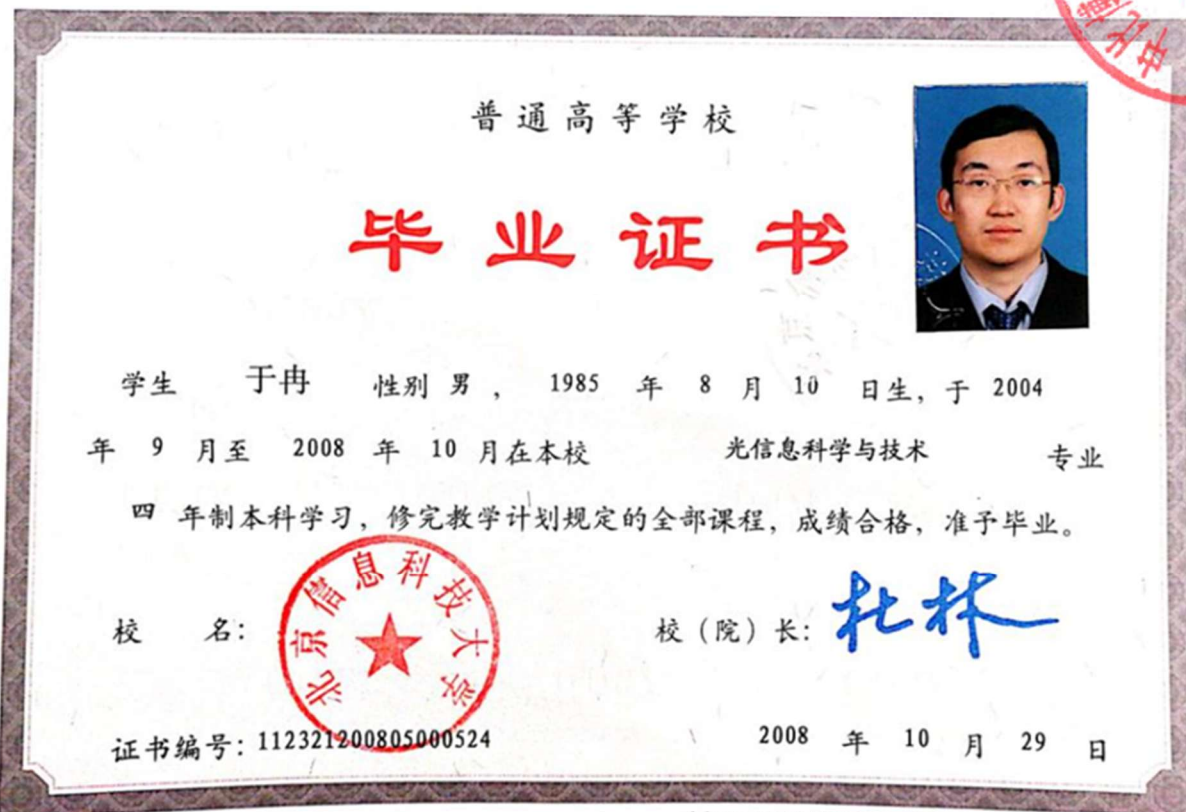 普通高等学校
毕业证书
学生 于冉 性别 男 , 1985 年 8 月 10 日生, 于 2004
年 9 月至 2008 年 10 月在本校 光信息科学与技术 专业
四 年制本科学习, 修完教学计划规定的全部课程, 成绩合格, 准予毕业。
北京信息科技大学
校 名: 校（院）长: 杜林
证书编号: 112321200805000524 2008 年 10 月 29 日